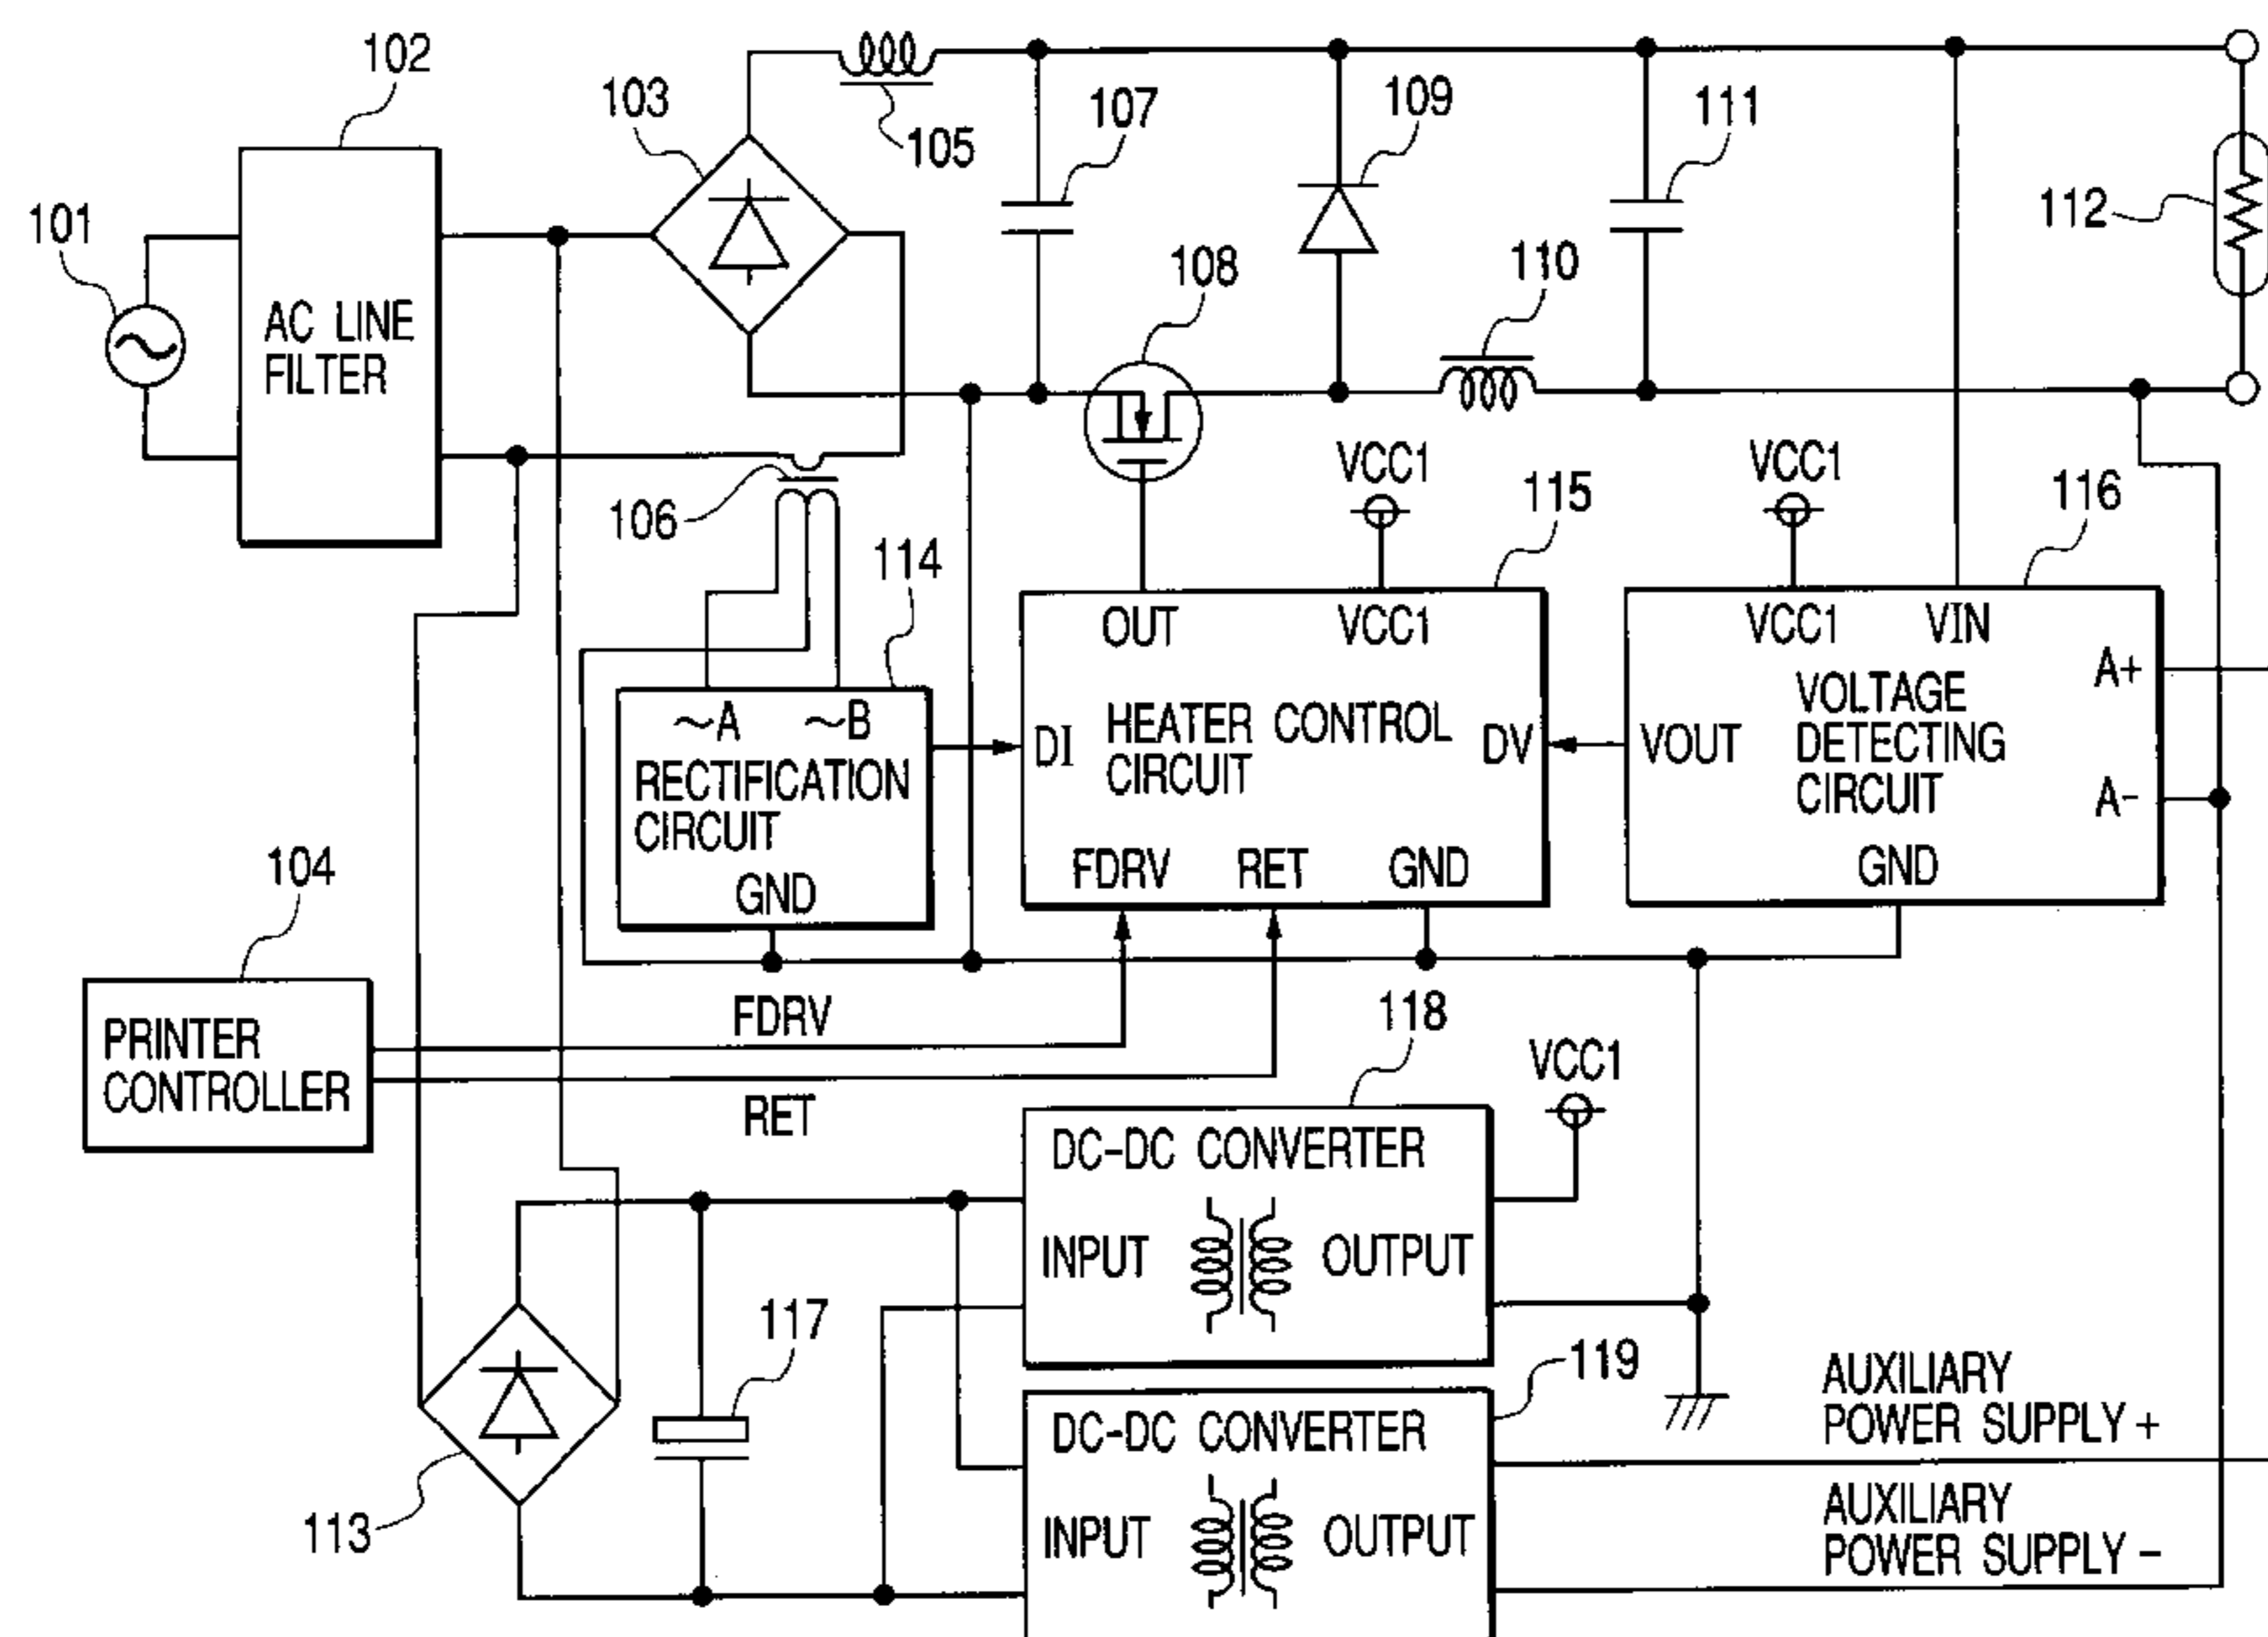 102
103
105
107
109
111
101
AC LINE
FILTER
108
110
112
106
114
VCC1
115
VCC1
116
OUT
VCC1
VCC1
VIN
A+
~A
~B
RECTIFICATION
CIRCUIT
GND
DI
HEATER CONTROL
CIRCUIT
DV
VOUT
VOLTAGE
DETECTING
CIRCUIT
A-
FDRV
RET
GND
GND
104
PRINTER
CONTROLLER
FDRV
RET
118
VCC1
DC-DC CONVERTER
INPUT
OUTPUT
117
113
119
DC-DC CONVERTER
INPUT
OUTPUT
AUXILIARY
POWER SUPPLY +
AUXILIARY
POWER SUPPLY -